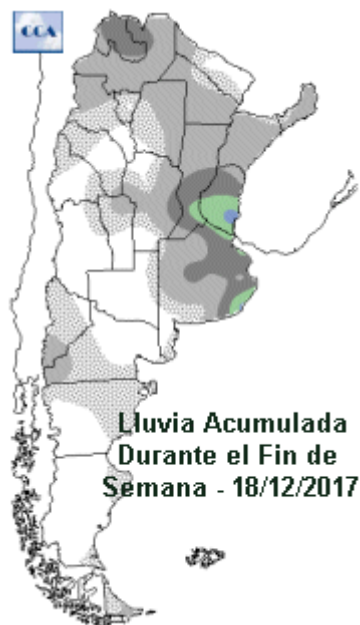 CCA
Lluvia Acumulada
Durante el Fin de
Semana - 18/12/2017